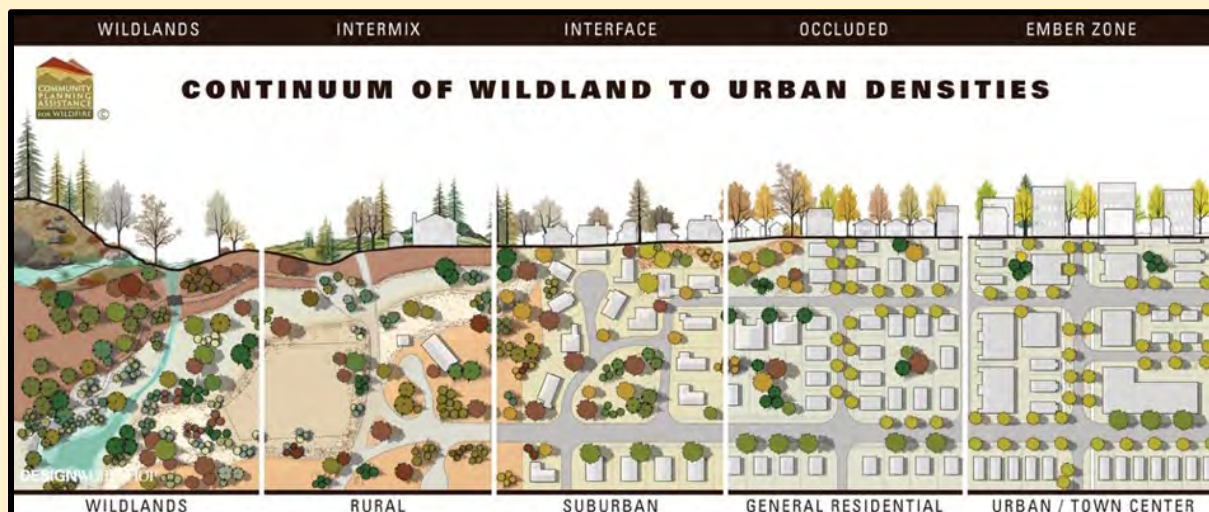 WILDLANDS INTERMIX INTERFACE OCCLUDED EMBER ZONE
COMMUNITY
PLANNING
ASSISTANCE
FOR WILDFIRE
©
CONTINUUM OF WILDLAND TO URBAN DENSITIES
DESIGNWORKSHOP
WILDLANDS RURAL SUBURBAN GENERAL RESIDENTIAL URBAN / TOWN CENTER